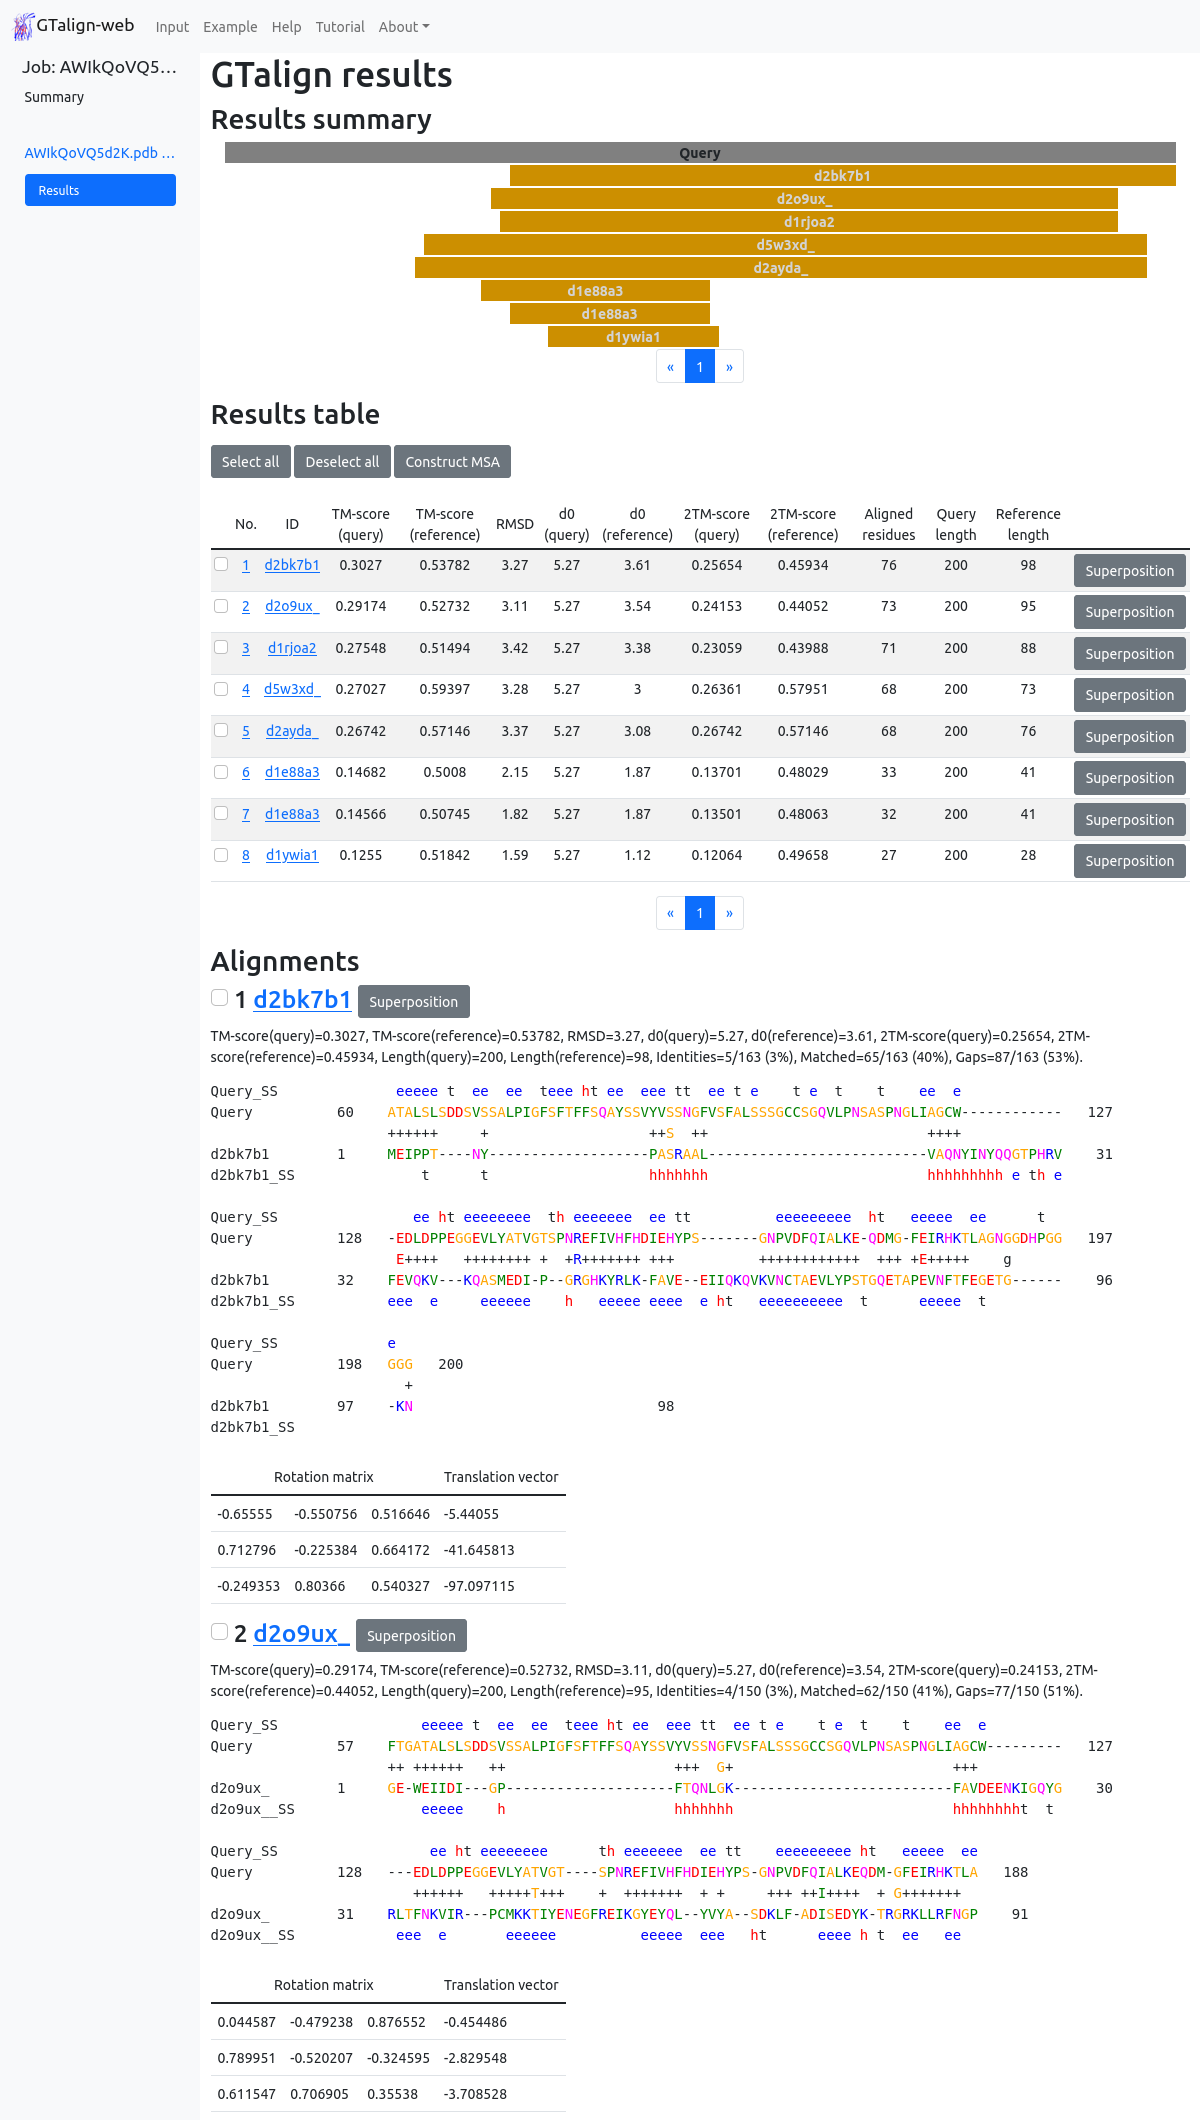 GTalign-web Input Example Help Tutorial About
Job: AWIkQoVQ5...
Summary
AWIkQoVQ5d2K.pdb ...
Results
GTalign results
Results summary
Query
d2bk7b1
d2o9ux_
d1rjoa2
d5w3xd_
d2ayda_
d1e88a3
d1e88a3
d1ywia1
« 1 »
Results table
Select all Deselect all Construct MSA
No. ID TM-score (query) TM-score (reference) RMSD d0 (query) d0 (reference) 2TM-score (query) 2TM-score (reference) Aligned residues Query length Reference length
1 d2bk7b1 0.3027 0.53782 3.27 5.27 3.61 0.25654 0.45934 76 200 98 Superposition
2 d2o9ux_ 0.29174 0.52732 3.11 5.27 3.54 0.24153 0.44052 73 200 95 Superposition
3 d1rjoa2 0.27548 0.51494 3.42 5.27 3.38 0.23059 0.43988 71 200 88 Superposition
4 d5w3xd_ 0.27027 0.59397 3.28 5.27 3 0.26361 0.57951 68 200 73 Superposition
5 d2ayda_ 0.26742 0.57146 3.37 5.27 3.08 0.26742 0.57146 68 200 76 Superposition
6 d1e88a3 0.14682 0.5008 2.15 5.27 1.87 0.13701 0.48029 33 200 41 Superposition
7 d1e88a3 0.14566 0.50745 1.82 5.27 1.87 0.13501 0.48063 32 200 41 Superposition
8 d1ywia1 0.1255 0.51842 1.59 5.27 1.12 0.12064 0.49658 27 200 28 Superposition
« 1 »
Alignments
1 d2bk7b1 Superposition
TM-score(query)=0.3027, TM-score(reference)=0.53782, RMSD=3.27, d0(query)=5.27, d0(reference)=3.61, 2TM-score(query)=0.25654, 2TM-
score(reference)=0.45934, Length(query)=200, Length(reference)=98, Identities=5/163 (3%), Matched=65/163 (40%), Gaps=87/163 (53%).
Query_SS               eeeee t  ee  ee  teee ht ee  eee tt  ee t e    t e  t    t    ee  e
Query          60    ATALSLSDDSVSSALPIGFSFTFFSQAYSSVYVSSNGFVSFALSSSGCCSGQVLPNSASPNGLIAGCW------------   127
                     ++++++     +                   ++S  ++                          ++++
d2bk7b1        1     MEIPPT----NY-------------------PASRAAL--------------------------VAQNYINYQQGTPHRV    31
d2bk7b1_SS               t      t                   hhhhhhh                          hhhhhhhhh e th e
Query_SS                ee ht eeeeeeee  th eeeeeee  ee tt          eeeeeeeee  ht   eeeee  ee      t
Query          128   -EDLDPPEGGEVLYATVGTSPNREFIVHFHDIEHYPS-------GNPVDFQIALKE-QDMG-FEIRHKTLAGNGGDHPGG   197
                      E++++   ++++++++ +  +R+++++++ +++          ++++++++++++  +++ +E+++++    g
d2bk7b1        32    FEVQKV---KQASMEDI-P--GRGHKYRLK-FAVE--EIIQKQVKVNCTAEVLYPSTGQETAPEVNFTFEGETG------    96
d2bk7b1_SS           eee  e     eeeeee    h   eeeee eeee  e ht   eeeeeeeeee  t      eeeee  t
Query_SS             e
Query          198   GGG   200
                       +
d2bk7b1        97    -KN                             98
d2bk7b1_SS
Rotation matrix Translation vector
-0.65555 -0.550756 0.516646 -5.44055
0.712796 -0.225384 0.664172 -41.645813
-0.249353 0.80366 0.540327 -97.097115
2 d2o9ux_ Superposition
TM-score(query)=0.29174, TM-score(reference)=0.52732, RMSD=3.11, d0(query)=5.27, d0(reference)=3.54, 2TM-score(query)=0.24153, 2TM-
score(reference)=0.44052, Length(query)=200, Length(reference)=95, Identities=4/150 (3%), Matched=62/150 (41%), Gaps=77/150 (51%).
Query_SS                 eeeee t  ee  ee  teee ht ee  eee tt  ee t e    t e  t    t    ee  e
Query          57    FTGATALSLSDDSVSSALPIGFSFTFFSQAYSSVYVSSNGFVSFALSSSGCCSGQVLPNSASPNGLIAGCW---------   127
                     ++ ++++++   ++                    +++  G+                          +++
d2o9ux_        1     GE-WEIIDI---GP--------------------FTQNLGK--------------------------FAVDEENKIGQYG    30
d2o9ux__SS               eeeee    h                    hhhhhhh                          hhhhhhhht  t
Query_SS                  ee ht eeeeeeee      th eeeeeee  ee tt    eeeeeeeee ht   eeeee  ee
Query          128   ---EDLDPPEGGEVLYATVGT----SPNREFIVHFHDIEHYPS-GNPVDFQIALKEQDM-GFEIRHKTLA   188
                        ++++++   +++++T+++    +  +++++++  + +     +++ ++I++++  + G+++++++
d2o9ux_        31    RLTFNKVIR---PCMKKTIYENEGFREIKGYEYQL--YVYA--SDKLF-ADISEDYK-TRGRKLLRFNGP    91
d2o9ux__SS            eee  e       eeeeee          eeeee  eee   ht      eeee h t  ee   ee
Rotation matrix Translation vector
0.044587 -0.479238 0.876552 -0.454486
0.789951 -0.520207 -0.324595 -2.829548
0.611547 0.706905 0.35538 -3.708528